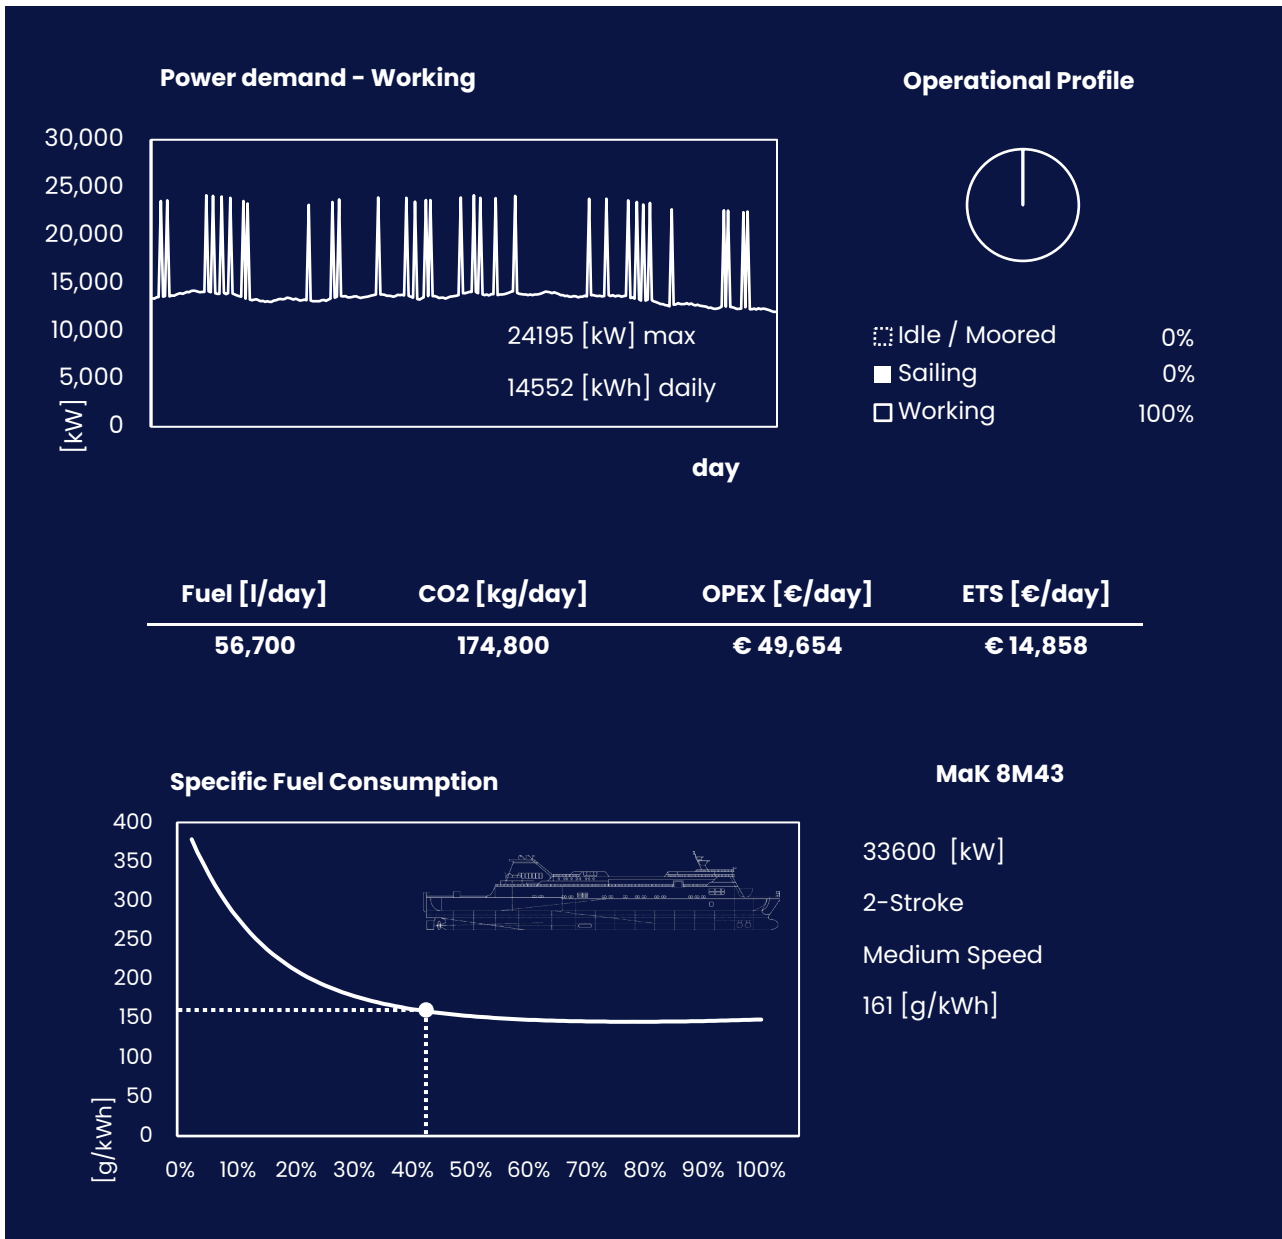 Power demand - Working
Operational Profile
30,000
25,000
20,000
15,000
10,000
5,000
0
[kW]
24195 [kW] max
14552 [kWh] daily
day
Idle / Moored 0%
Sailing 0%
Working 100%
Fuel [l/day] CO2 [kg/day] OPEX [€/day] ETS [€/day]
56,700 174,800 € 49,654 € 14,858
Specific Fuel Consumption
MaK 8M43
400
350
300
250
200
150
100
50
0
[g/kWh]
0% 10% 20% 30% 40% 50% 60% 70% 80% 90% 100%
33600 [kW]
2-Stroke
Medium Speed
161 [g/kWh]